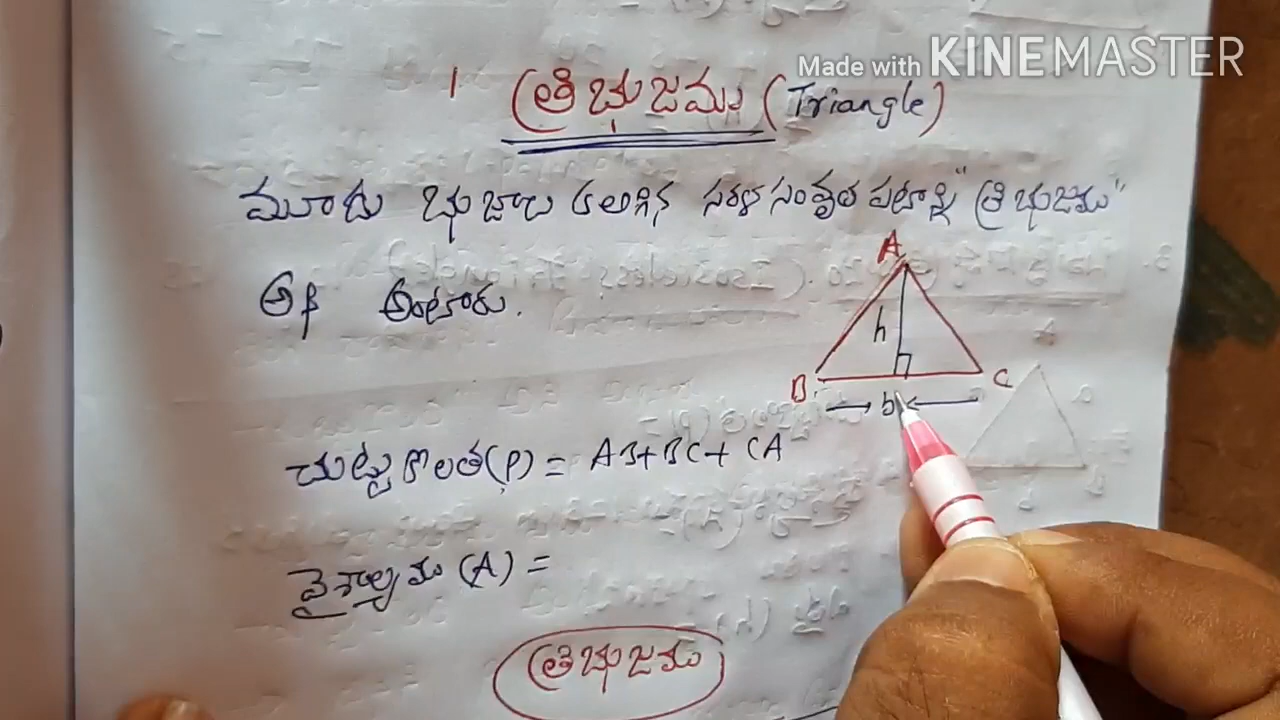 Made with KINEMASTER
1 త్రిభుజము (Triangle)
మూడు భుజాలు కలిగిన సరళ సంవృత పటాన్ని "త్రిభుజము"
అని అంటారు.
A
h
B C
b
చుట్టుకొలత (P) = AB+BC+CA
వైశాల్యము (A) =
త్రిభుజము